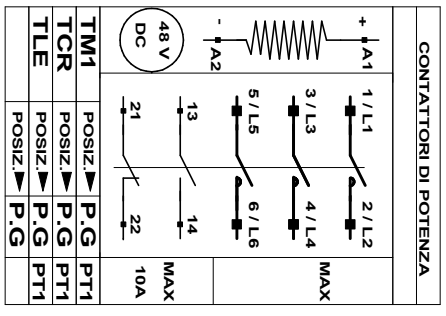 CONTATTORI DI POTENZA
+ A1
- A2
48 V
DC
1 / L1 2 / L2
3 / L3 4 / L4
5 / L5 6 / L6
MAX
13 14
21 22
MAX
10A
TM1 POSIZ. P.G PT1
TCR POSIZ. P.G PT1
TLE POSIZ. P.G PT1
POSIZ. P.G